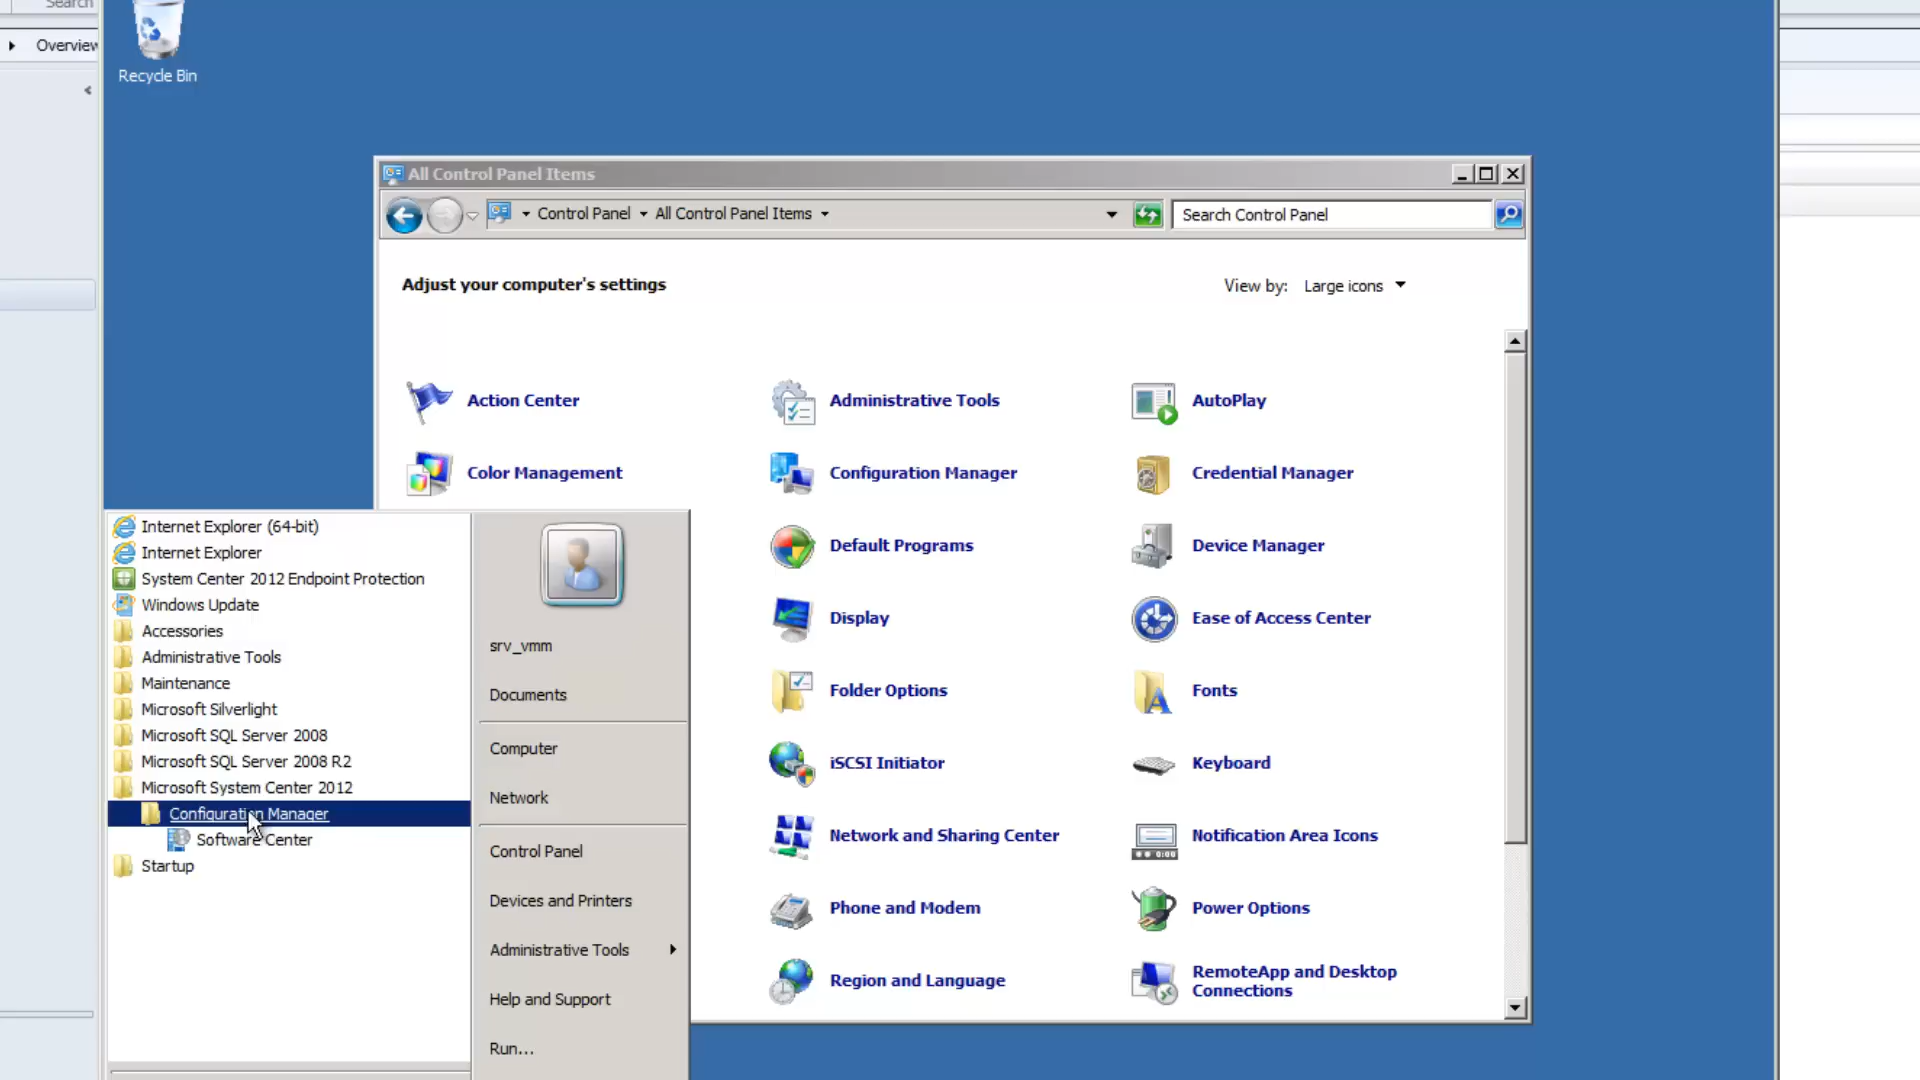 Search
Overview
Recycle Bin
All Control Panel Items
Control Panel
All Control Panel Items
Search Control Panel
Adjust your computer's settings
View by:
Large icons
Action Center
Administrative Tools
AutoPlay
Color Management
Configuration Manager
Credential Manager
Default Programs
Device Manager
Display
Ease of Access Center
Folder Options
Fonts
iSCSI Initiator
Keyboard
Network and Sharing Center
Notification Area Icons
Phone and Modem
Power Options
Region and Language
RemoteApp and Desktop
Connections
Internet Explorer (64-bit)
Internet Explorer
System Center 2012 Endpoint Protection
Windows Update
Accessories
Administrative Tools
Maintenance
Microsoft Silverlight
Microsoft SQL Server 2008
Microsoft SQL Server 2008 R2
Microsoft System Center 2012
Configuration Manager
Software Center
Startup
srv_vmm
Documents
Computer
Network
Control Panel
Devices and Printers
Administrative Tools
Help and Support
Run...